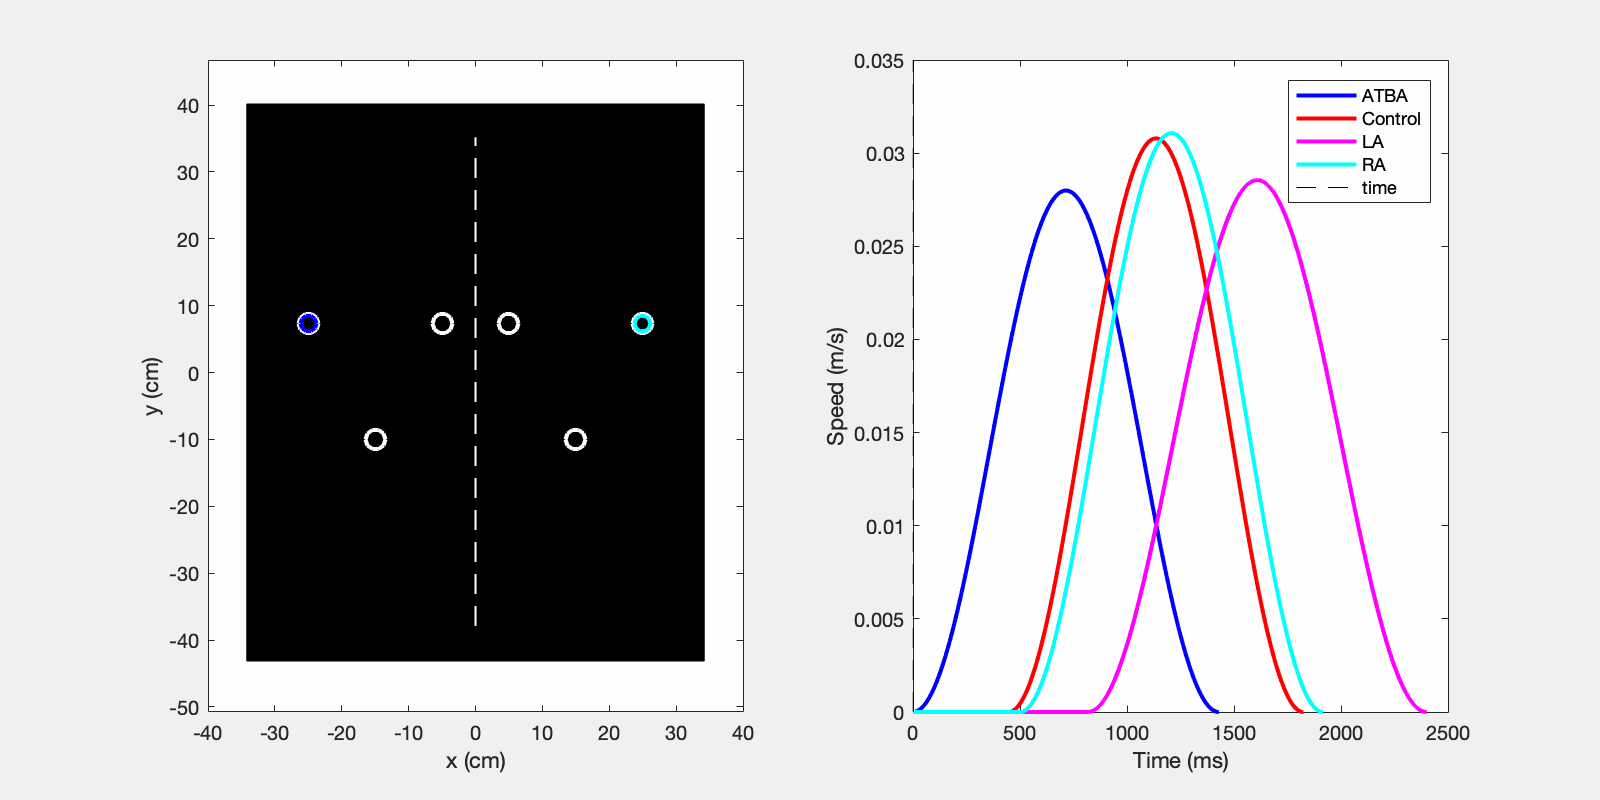 40
30
20
10
0
-10
-20
-30
-40
-50
y (cm)
-40 -30 -20 -10 0 10 20 30 40
x (cm)
0.035
0.03
0.025
0.02
0.015
0.01
0.005
0
Speed (m/s)
0 500 1000 1500 2000 2500
Time (ms)
ATBA
Control
LA
RA
time